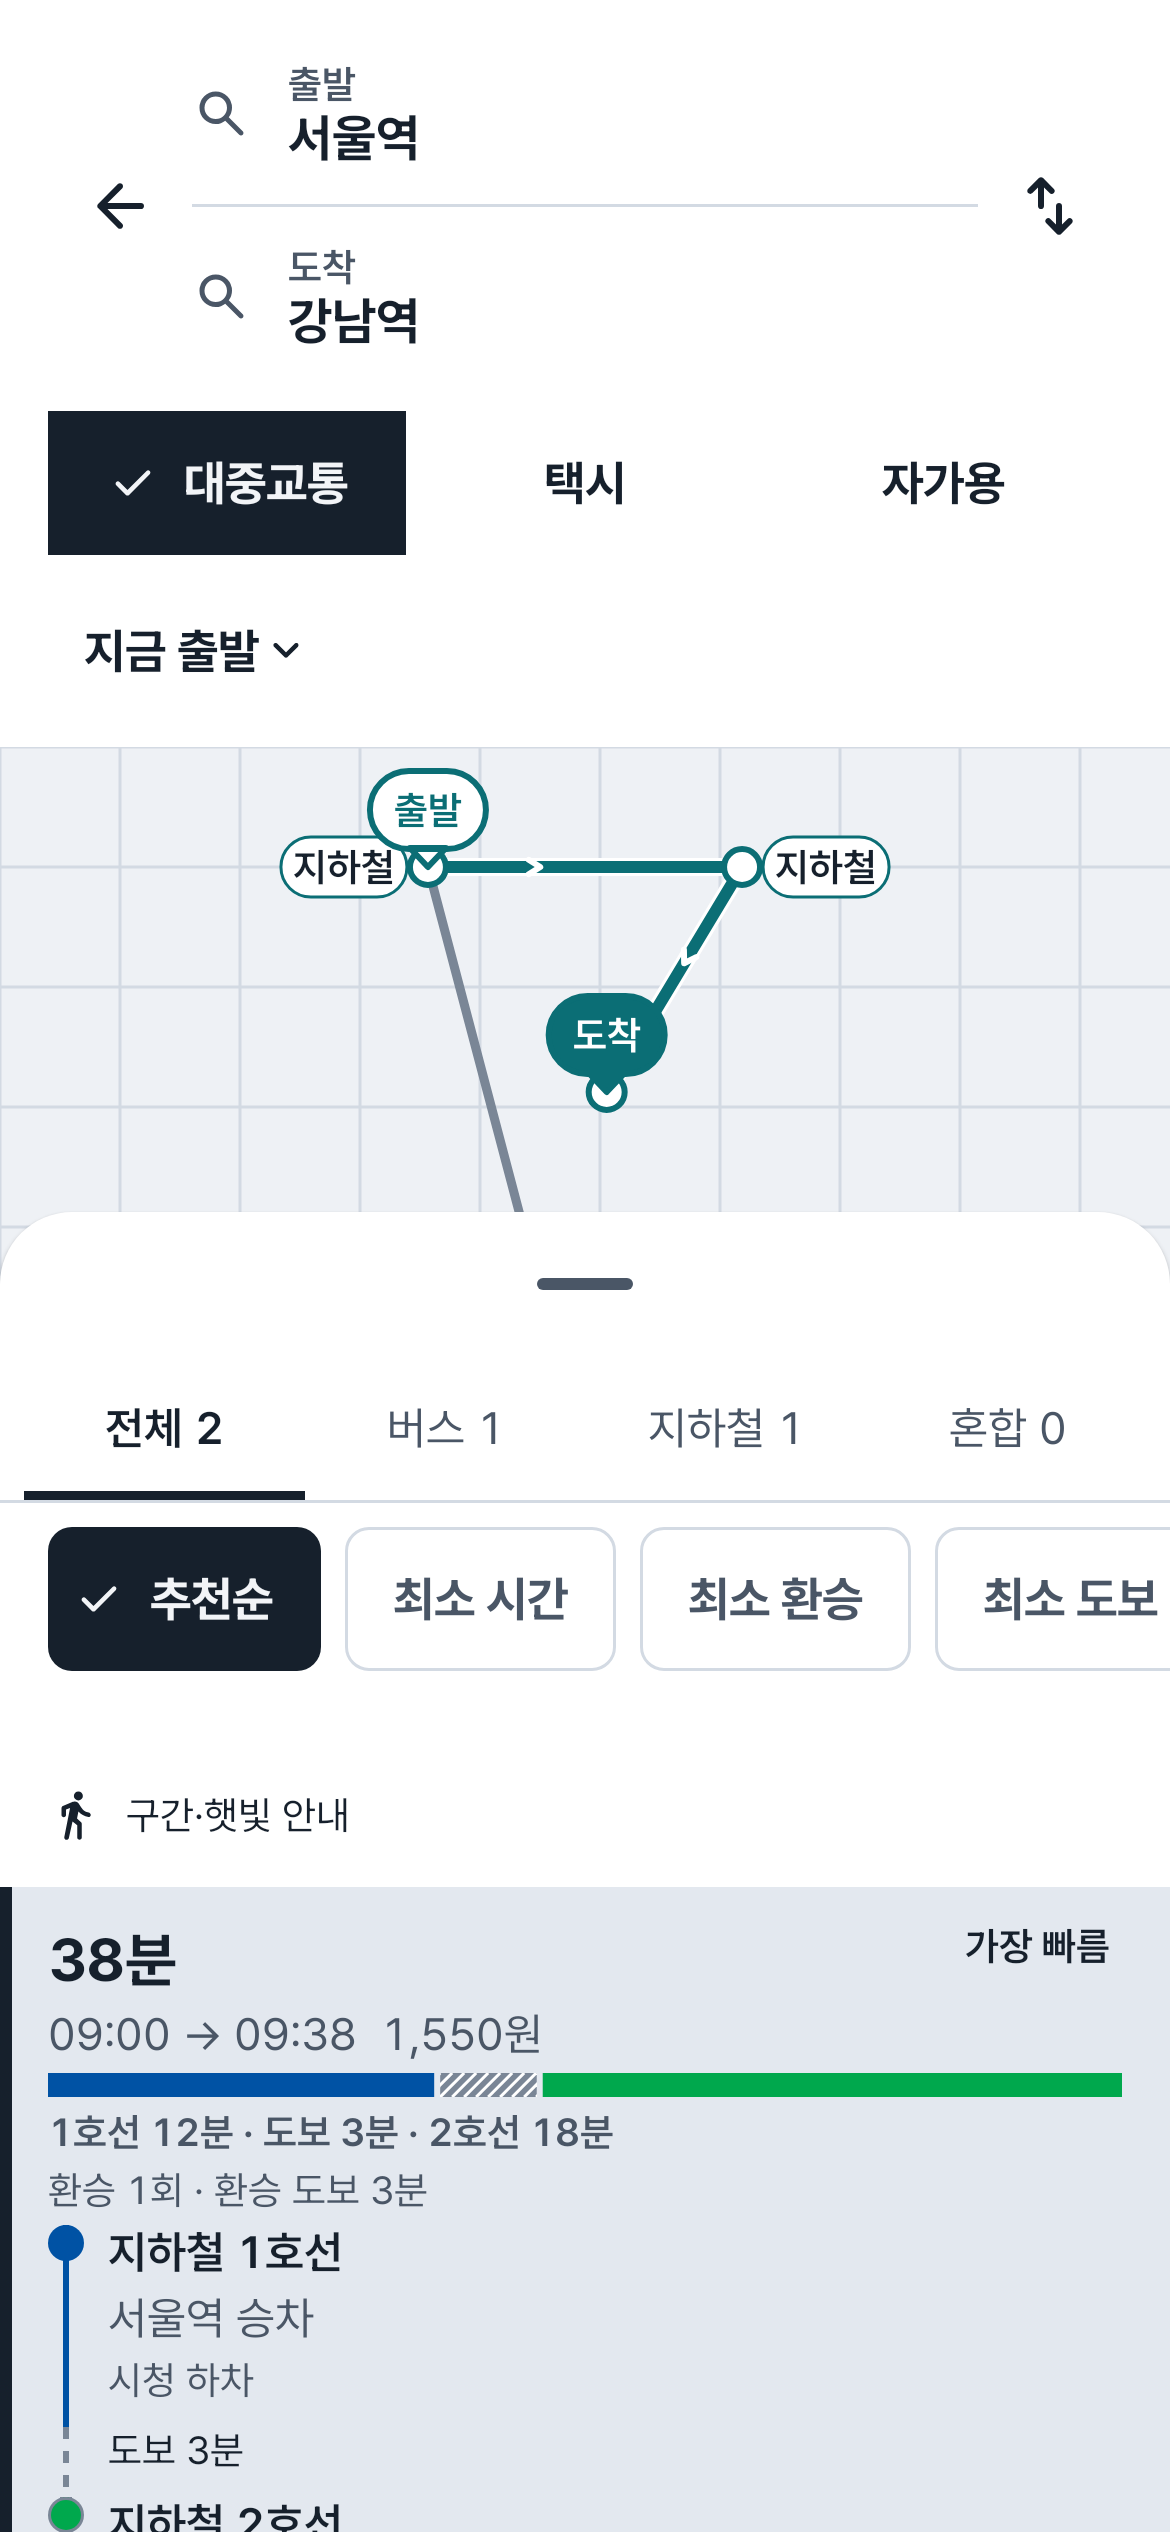 출발
서울역
도착
강남역
대중교통
택시
자가용
지금 출발
출발
지하철
지하철
도착
전체 2
버스 1
지하철 1
혼합 0
추천순
최소 시간
최소 환승
최소 도보
구간·햇빛 안내
38분
가장 빠름
09:00 → 09:38 1,550원
1호선 12분 · 도보 3분 · 2호선 18분
환승 1회 · 환승 도보 3분
지하철 1호선
서울역 승차
시청 하차
도보 3분
지하철 2호선